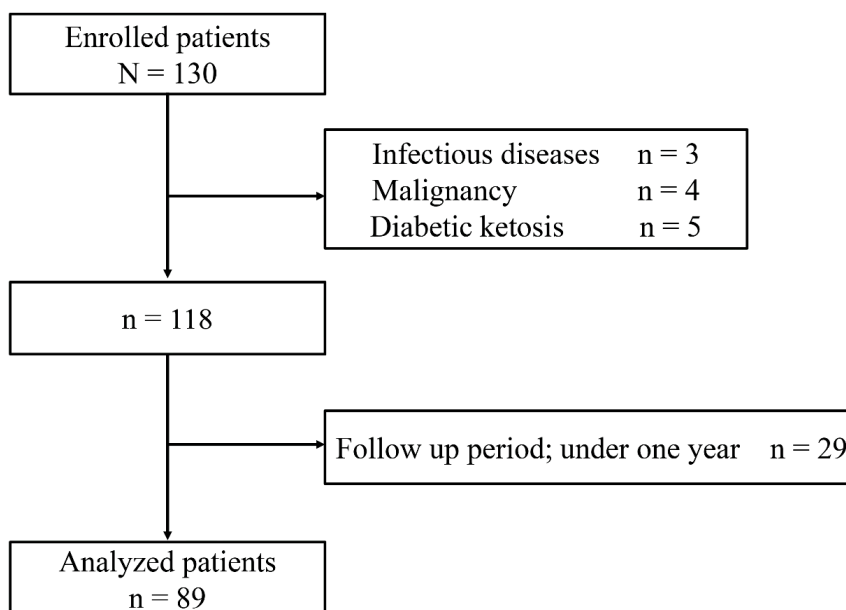 Enrolled patients
N = 130
Infectious diseases n = 3
Malignancy n = 4
Diabetic ketosis n = 5
n = 118
Follow up period; under one year n = 29
Analyzed patients
n = 89